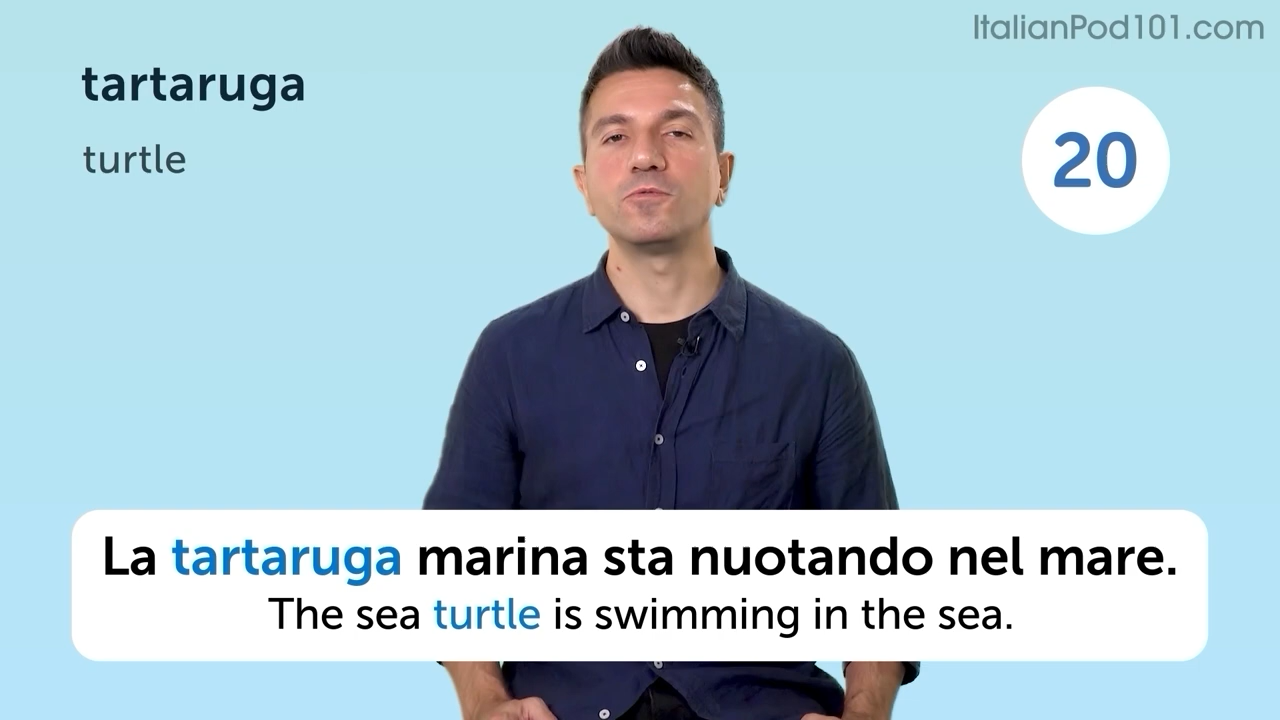 ItalianPod101.com
tartaruga
turtle
20
La tartaruga marina sta nuotando nel mare.
The sea turtle is swimming in the sea.